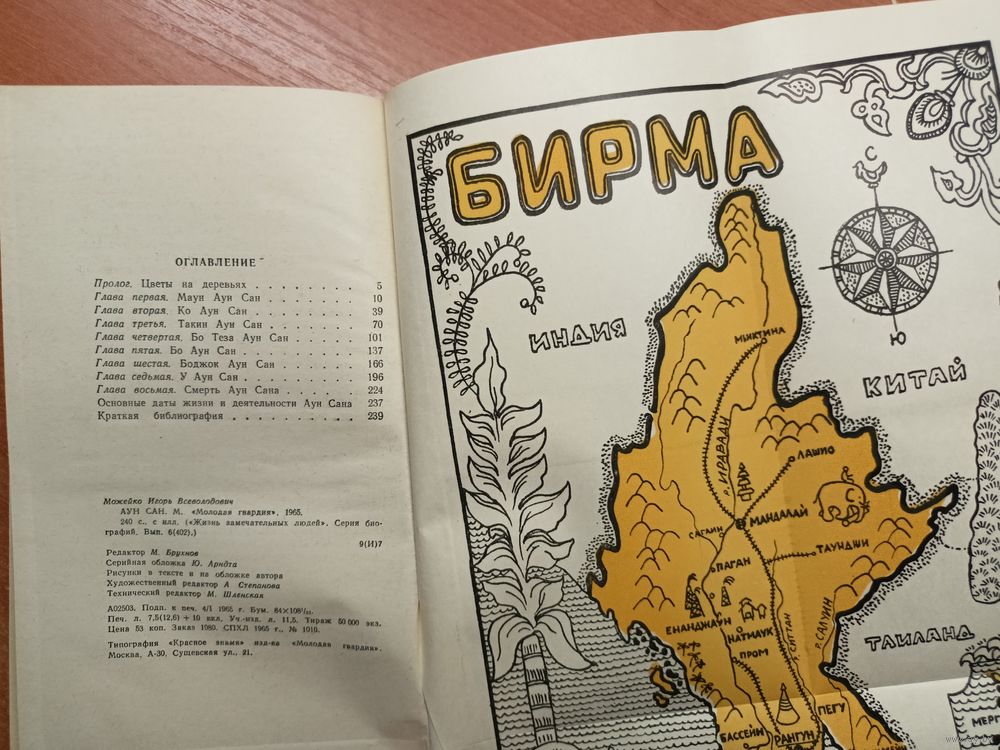 ОГЛАВЛЕНИЕ
Пролог. Цветы на деревьях . . . . . . . . 5
Глава первая. Маун Аун Сан . . . . . . . 10
Глава вторая. Ко Аун Сан . . . . . . . . 39
Глава третья. Такин Аун Сан . . . . . . . 70
Глава четвертая. Бо Теза Аун Сан . . . . . 101
Глава пятая. Бо Аун Сан . . . . . . . . . 137
Глава шестая. Боджок Аун Сан . . . . . . 166
Глава седьмая. У Аун Сан . . . . . . . . 196
Глава восьмая. Смерть Аун Сана . . . . . . 224
Основные даты жизни и деятельности Аун Сана 237
Краткая библиография . . . . . . . . . 239
Можейко Игорь Всеволодович
АУН САН. М. «Молодая гвардия», 1965.
240 с., с илл. («Жизнь замечательных людей». Серия био-
графий. Вып. 6(402).)
9(И)7
Редактор М. Брухнов
Серийная обложка Ю. Арндта
Рисунки в тексте и на обложке автора
Художественный редактор А. Степанова
Технический редактор М. Шленская
А02503. Подп. к печ. 4/I 1965 г. Бум. 84×108¹/₃₂.
Печ. л. 7,5(12,6) + 10 вкл. Уч.-изд. л. 11,5. Тираж 50 000 экз.
Цена 53 коп. Заказ 1980. СПХЛ 1965 г., № 1010.
Типография «Красное знамя» изд-ва «Молодая гвардия».
Москва, А-30, Сущевская ул., 21.
БИРМА
С
Ю
ИНДИЯ
МЬИТКИНА
КИТАЙ
Р. ИРАВАДИ
ЛАШИО
МАНДАЛАЙ
САГАИН
ПАГАН
ТАУНДЖИ
ЕНАНДЖАУН
НАТМАУК
ПРОМ
Р. СИТТАН
Р. САЛУИН
ТАИЛАНД
ПЕГУ
БАССЕЙН
РАНГУН
МЕРГ